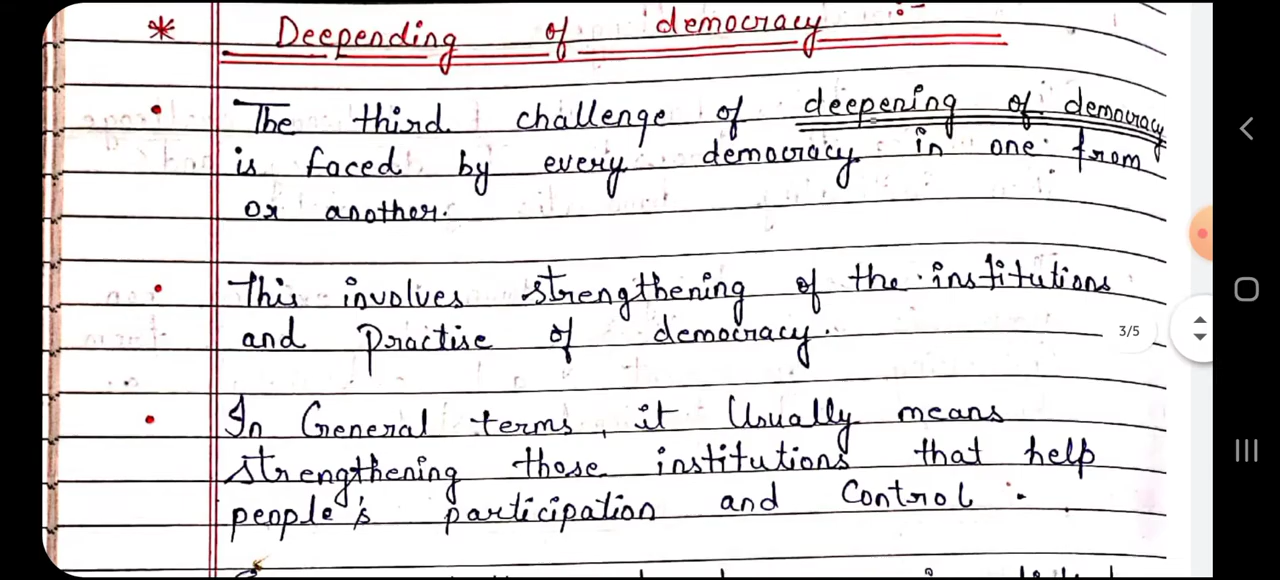 * Deepending of democracy :-
• The third challenge of deepening of democracy
is faced by every democracy in one from
or another.
• This involves strengthening of the institutions
and practise of democracy.
3/5
• In General terms, it Usually means
strengthening those institutions that help
people's participation and Control.